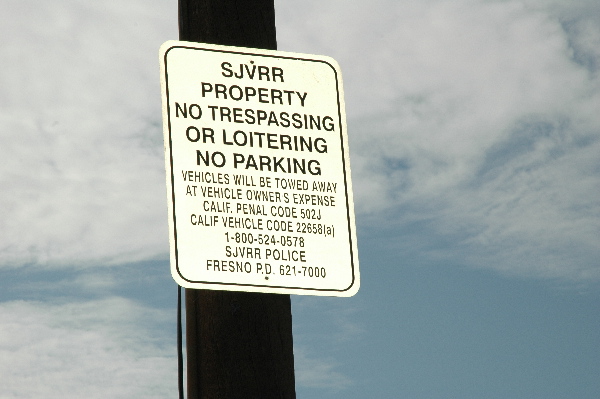 SJVRR
PROPERTY
NO TRESPASSING
OR LOITERING
NO PARKING
VEHICLES WILL BE TOWED AWAY
AT VEHICLE OWNER'S EXPENSE
CALIF. PENAL CODE 502J
CALIF VEHICLE CODE 22658(a)
1-800-524-0578
SJVRR POLICE
FRESNO P.D. 621-7000